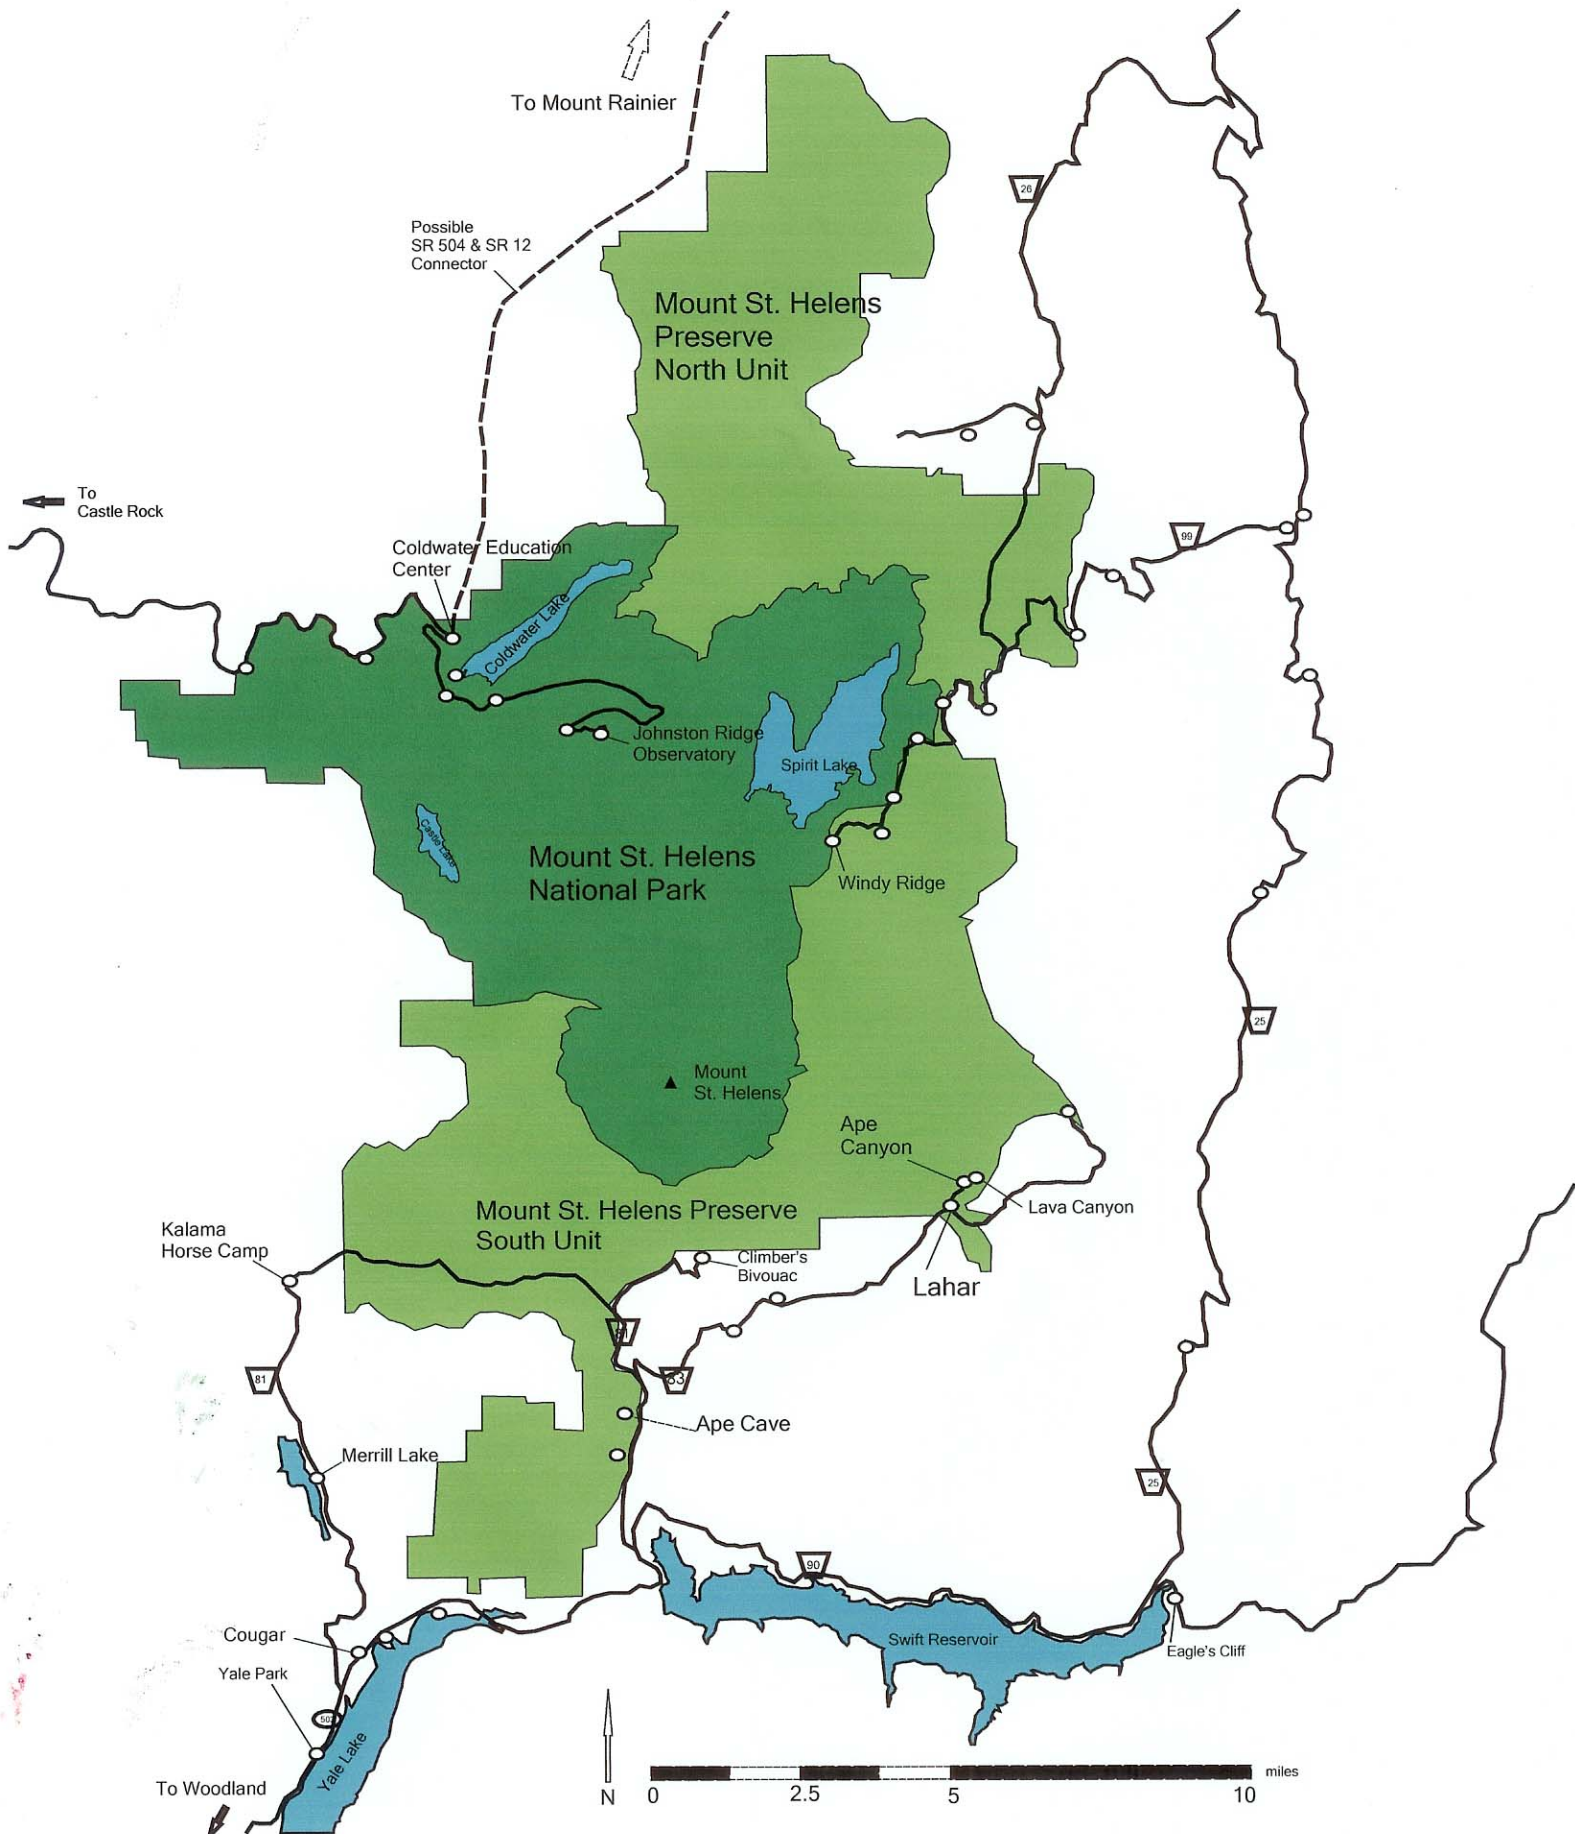 To Mount Rainier
26
Possible
SR 504 & SR 12
Connector
Mount St. Helens
Preserve
North Unit
To
Castle Rock
99
Coldwater Education
Center
Coldwater Lake
Johnston Ridge
Observatory
Spirit Lake
Castle Lake
Mount St. Helens
National Park
Windy Ridge
25
Mount
St. Helens
Ape
Canyon
Lava Canyon
Mount St. Helens Preserve
South Unit
Kalama
Horse Camp
Climber's
Bivouac
Lahar
81
81
83
Ape Cave
Merrill Lake
25
90
Swift Reservoir
Eagle's Cliff
Cougar
Yale Park
503
Yale Lake
To Woodland
N
0
2.5
5
10
miles